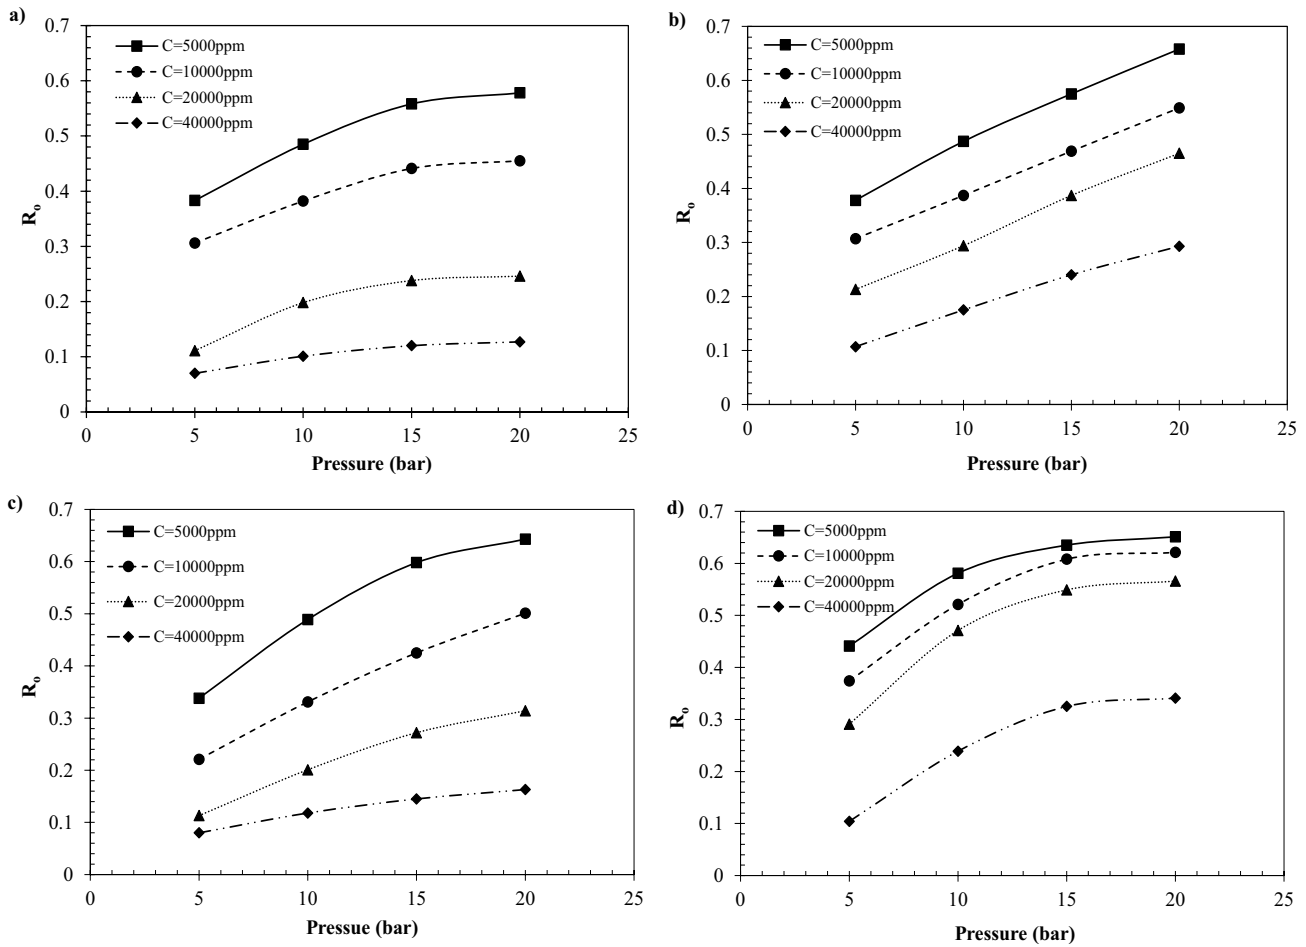 a)
0.7
0.6
0.5
0.4
0.3
0.2
0.1
0
R₀
C=5000ppm
C=10000ppm
C=20000ppm
C=40000ppm
0 5 10 15 20 25
Pressure (bar)
b)
0.7
0.6
0.5
0.4
0.3
0.2
0.1
0
Rₒ
C=5000ppm
C=10000ppm
C=20000ppm
C=40000ppm
0 5 10 15 20 25
Pressure (bar)
c)
0.7
0.6
0.5
0.4
0.3
0.2
0.1
0
Rₒ
C=5000ppm
C=10000ppm
C=20000ppm
C=40000ppm
0 5 10 15 20 25
Pressue (bar)
d)
0.7
0.6
0.5
0.4
0.3
0.2
0.1
0
Rₒ
C=5000ppm
C=10000ppm
C=20000ppm
C=40000ppm
0 5 10 15 20 25
Pressure (bar)